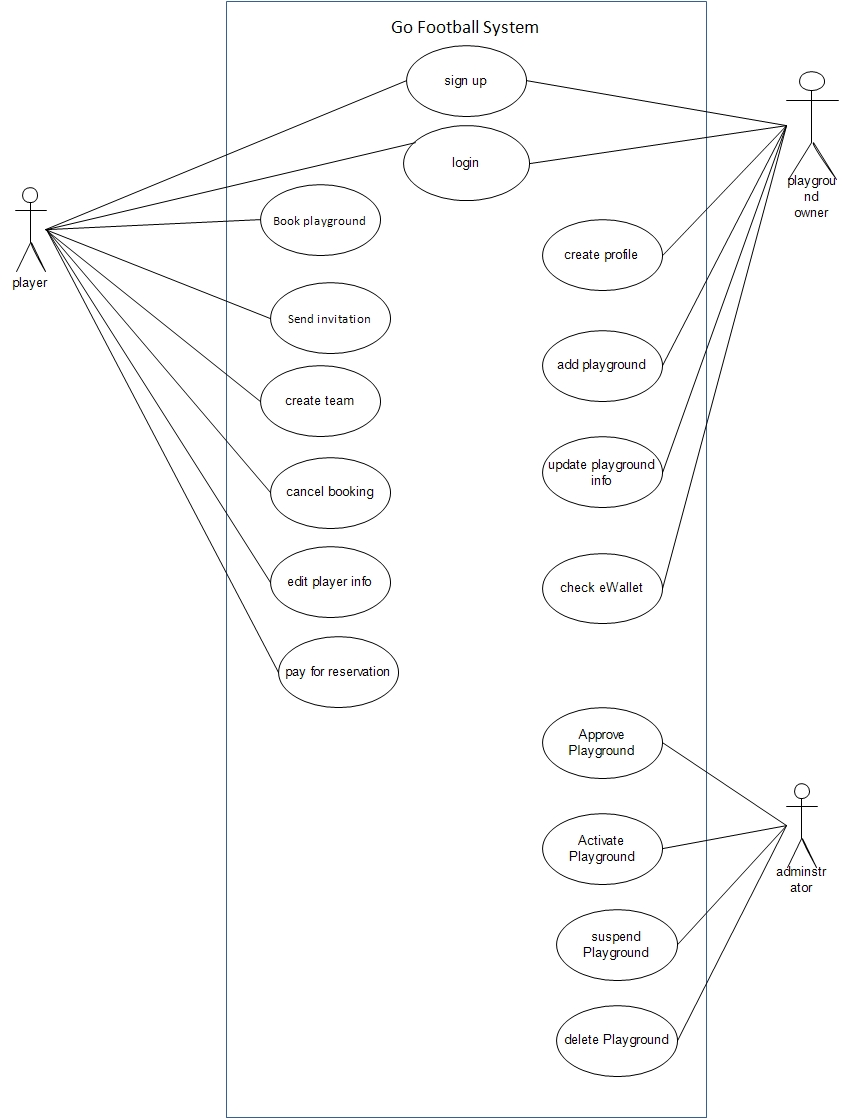 Go Football System
sign up
login
playgrou
nd
owner
Book playground
create profile
player
Send invitation
add playground
create team
update playground
info
cancel booking
edit player info
check eWallet
pay for reservation
Approve
Playground
Activate
Playground
adminstr
ator
suspend
Playground
delete Playground